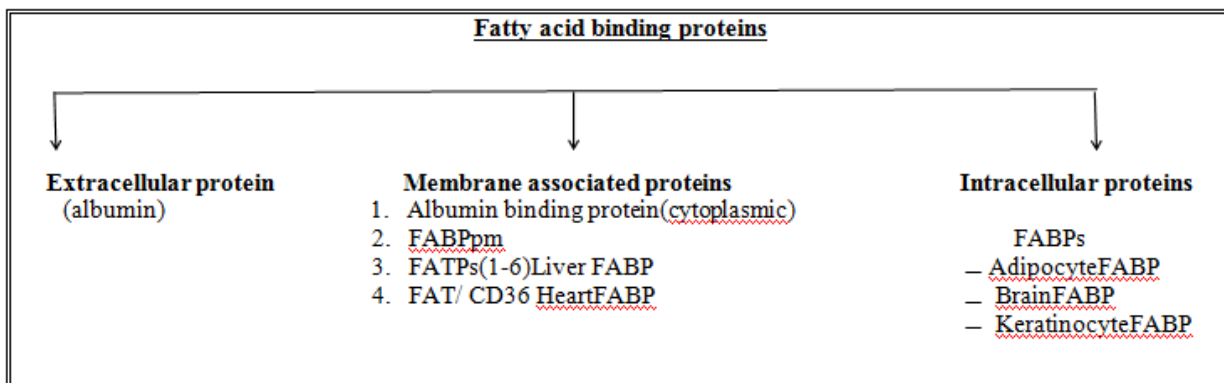 Fatty acid binding proteins
Extracellular protein
(albumin)
Membrane associated proteins
1. Albumin binding protein(cytoplasmic)
2. FABPpm
3. FATPs(1-6)Liver FABP
4. FAT/ CD36 HeartFABP
Intracellular proteins
FABPs
– AdipocyteFABP
– BrainFABP
– KeratinocyteFABP